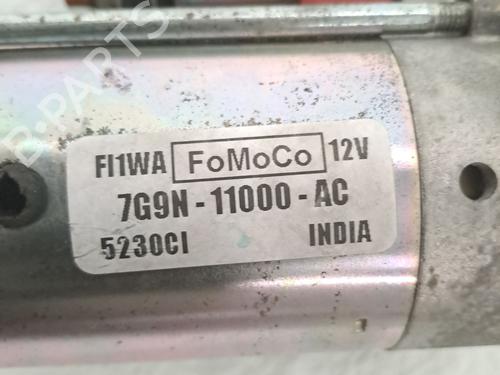 B-PARTS
FI1WA FoMoCo 12V
7G9N - 11000 - AC
5230CI INDIA